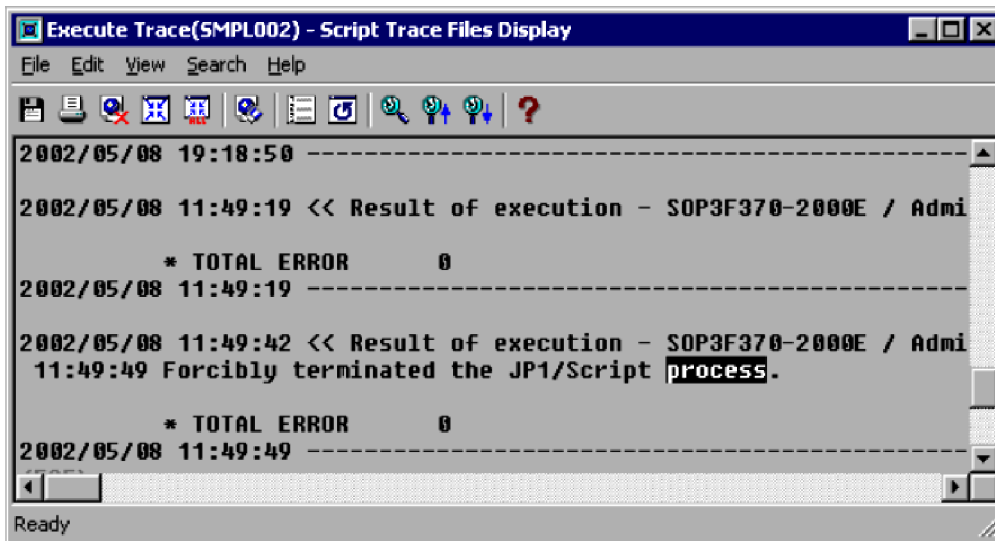 Execute Trace(SMPL002) - Script Trace Files Display
File Edit View Search Help
ALL
2002/05/08 19:18:50 ----------------------------------------------
2002/05/08 11:49:19 << Result of execution - SOP3F370-2000E / Admi
* TOTAL ERROR 0
2002/05/08 11:49:19 ----------------------------------------------
2002/05/08 11:49:42 << Result of execution - SOP3F370-2000E / Admi
11:49:49 Forcibly terminated the JP1/Script process.
* TOTAL ERROR 0
2002/05/08 11:49:49 ----------------------------------------------
Ready